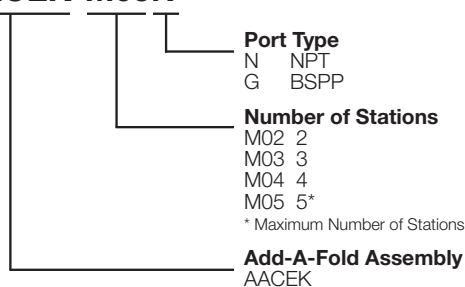 Port Type
N NPT
G BSPP
Number of Stations
M02 2
M03 3
M04 4
M05 5*
* Maximum Number of Stations
Add-A-Fold Assembly
AACEK